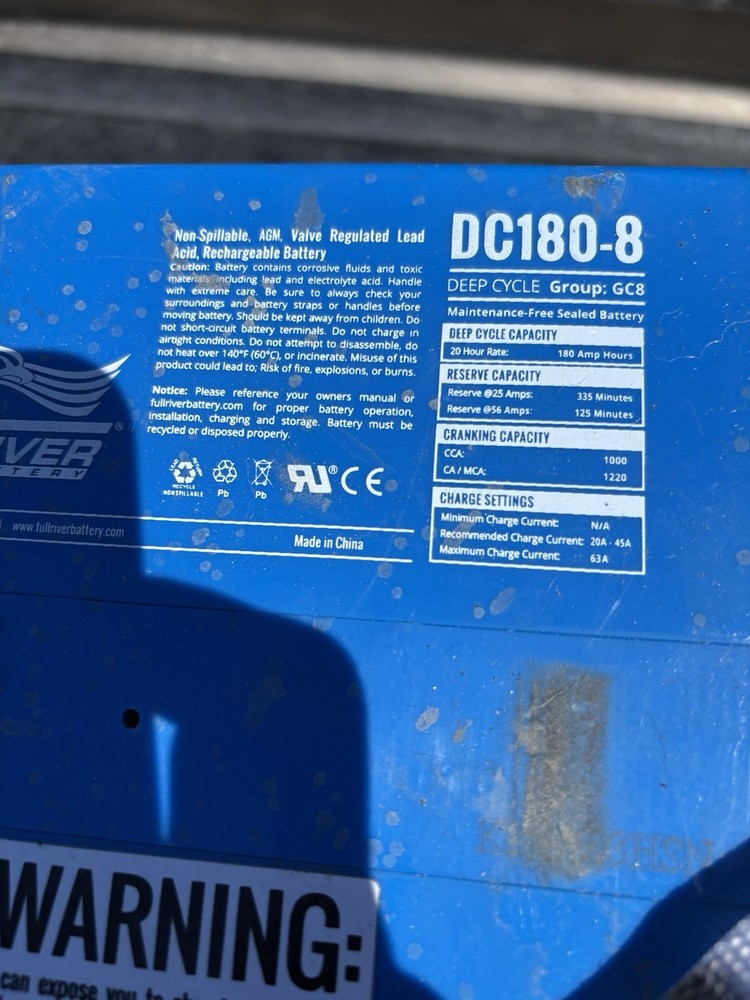 Non-Spillable, AGM, Valve Regulated Lead
Acid, Rechargeable Battery
Caution: Battery contains corrosive fluids and toxic
materials, including lead and electrolyte acid. Handle
with extreme care. Be sure to always check your
surroundings and battery straps or handles before
moving battery. Should be kept away from children. Do
not short-circuit battery terminals. Do not charge in
airtight conditions. Do not attempt to disassemble, do
not heat over 140°F (60°C), or incinerate. Misuse of this
product could lead to; Risk of fire, explosions, or burns.
Notice: Please reference your owners manual or
fullriverbattery.com for proper battery operation,
installation, charging and storage. Battery must be
recycled or disposed properly.
RECYCLE
NONSPILLABLE
Pb
Pb
RU® CE
IVER®
TERY
www.fullriverbattery.com
Made in China
DC180-8
DEEP CYCLE Group: GC8
Maintenance-Free Sealed Battery
DEEP CYCLE CAPACITY
20 Hour Rate: 180 Amp Hours
RESERVE CAPACITY
Reserve @25 Amps: 335 Minutes
Reserve @56 Amps: 125 Minutes
CRANKING CAPACITY
CCA: 1000
CA / MCA: 1220
CHARGE SETTINGS
Minimum Charge Current: N/A
Recommended Charge Current: 20A - 45A
Maximum Charge Current: 63A
WARNING:
can expose you to